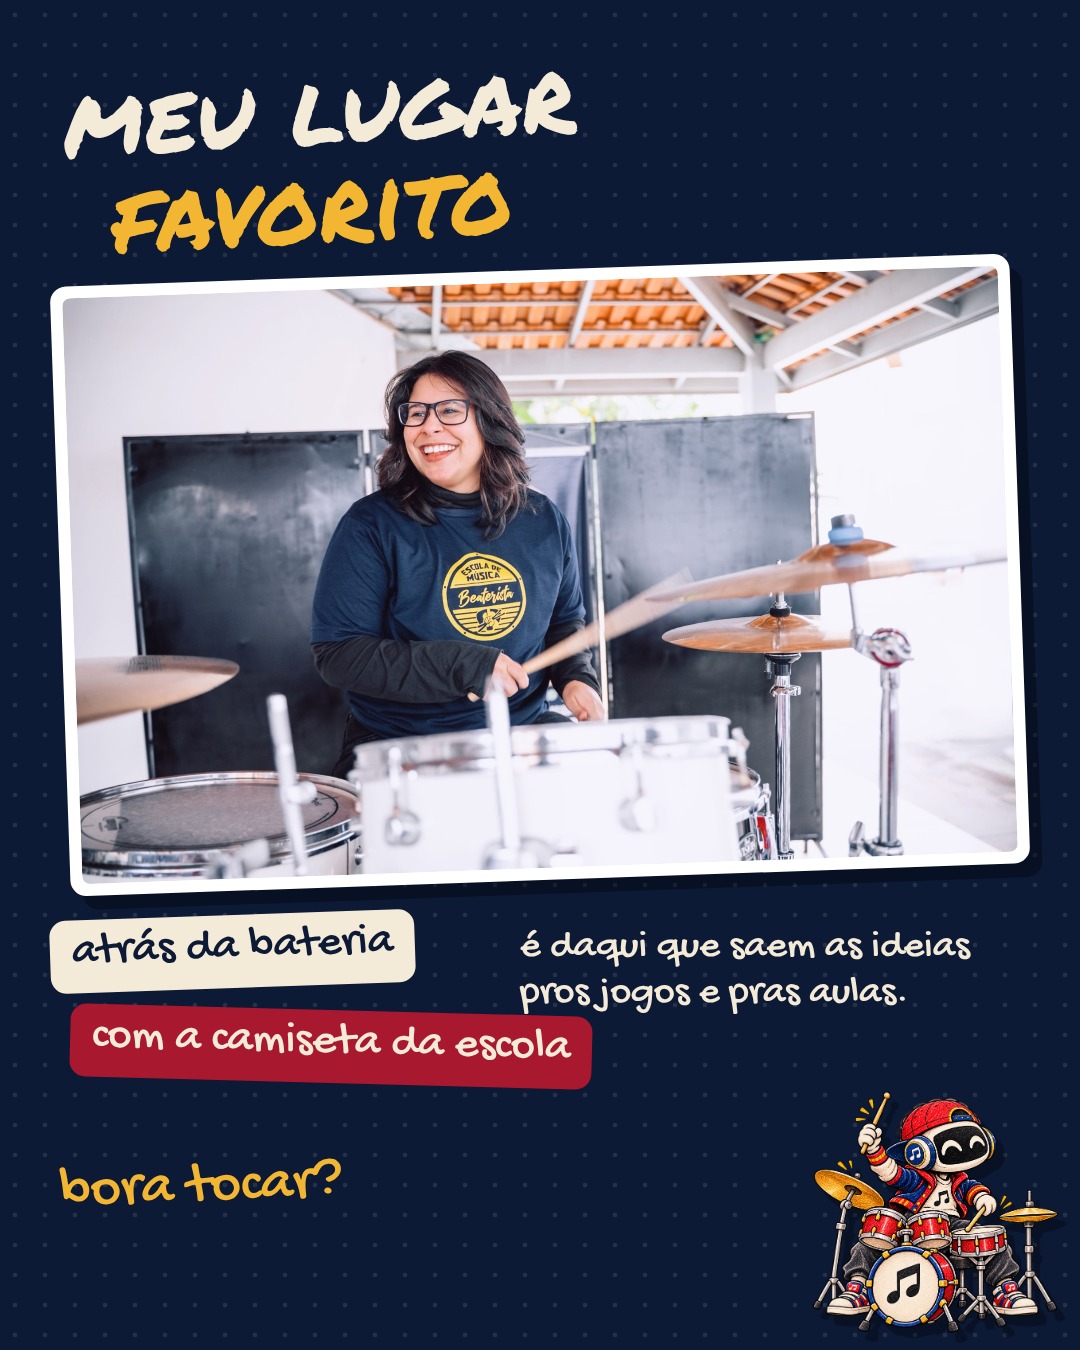 MEU LUGAR
FAVORITO
ESCOLA DE
MÚSICA
Beaterista
atrás da bateria
com a camiseta da escola
é daqui que saem as ideias
pros jogos e pras aulas.
bora tocar?